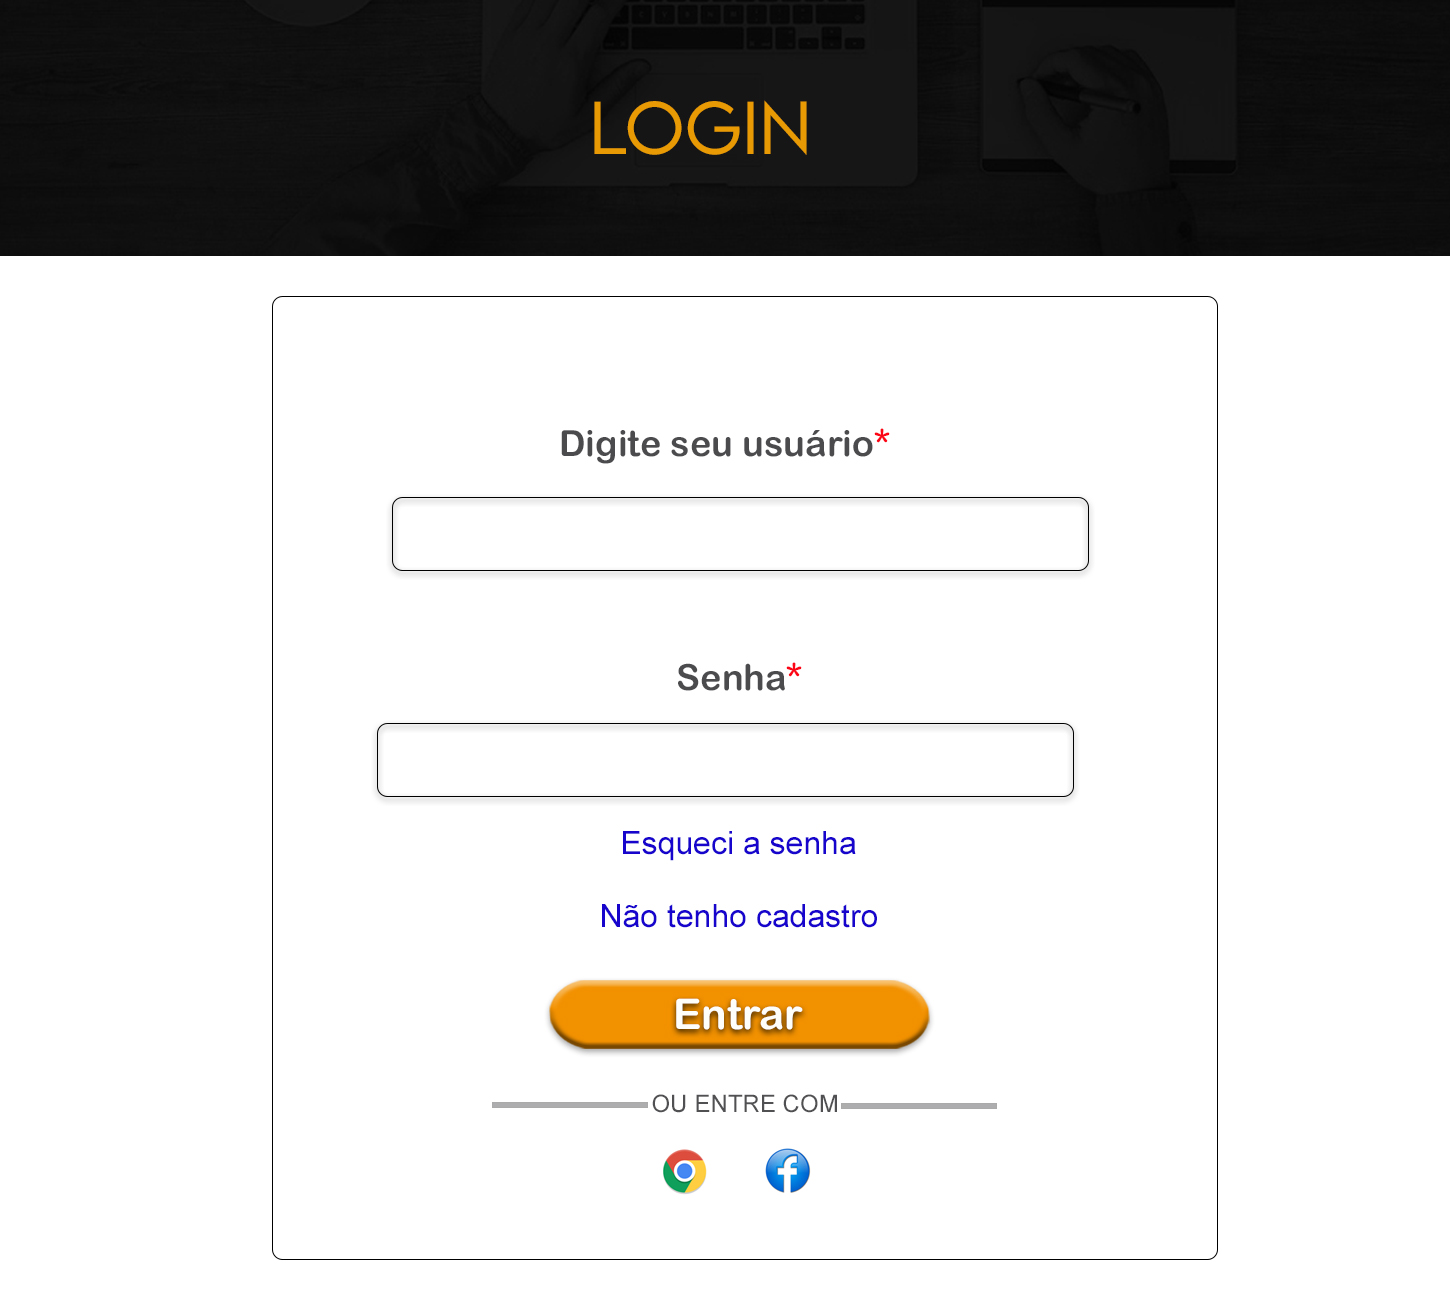 LOGIN
Digite seu usuário*
Senha*
Esqueci a senha
Não tenho cadastro
Entrar
OU ENTRE COM